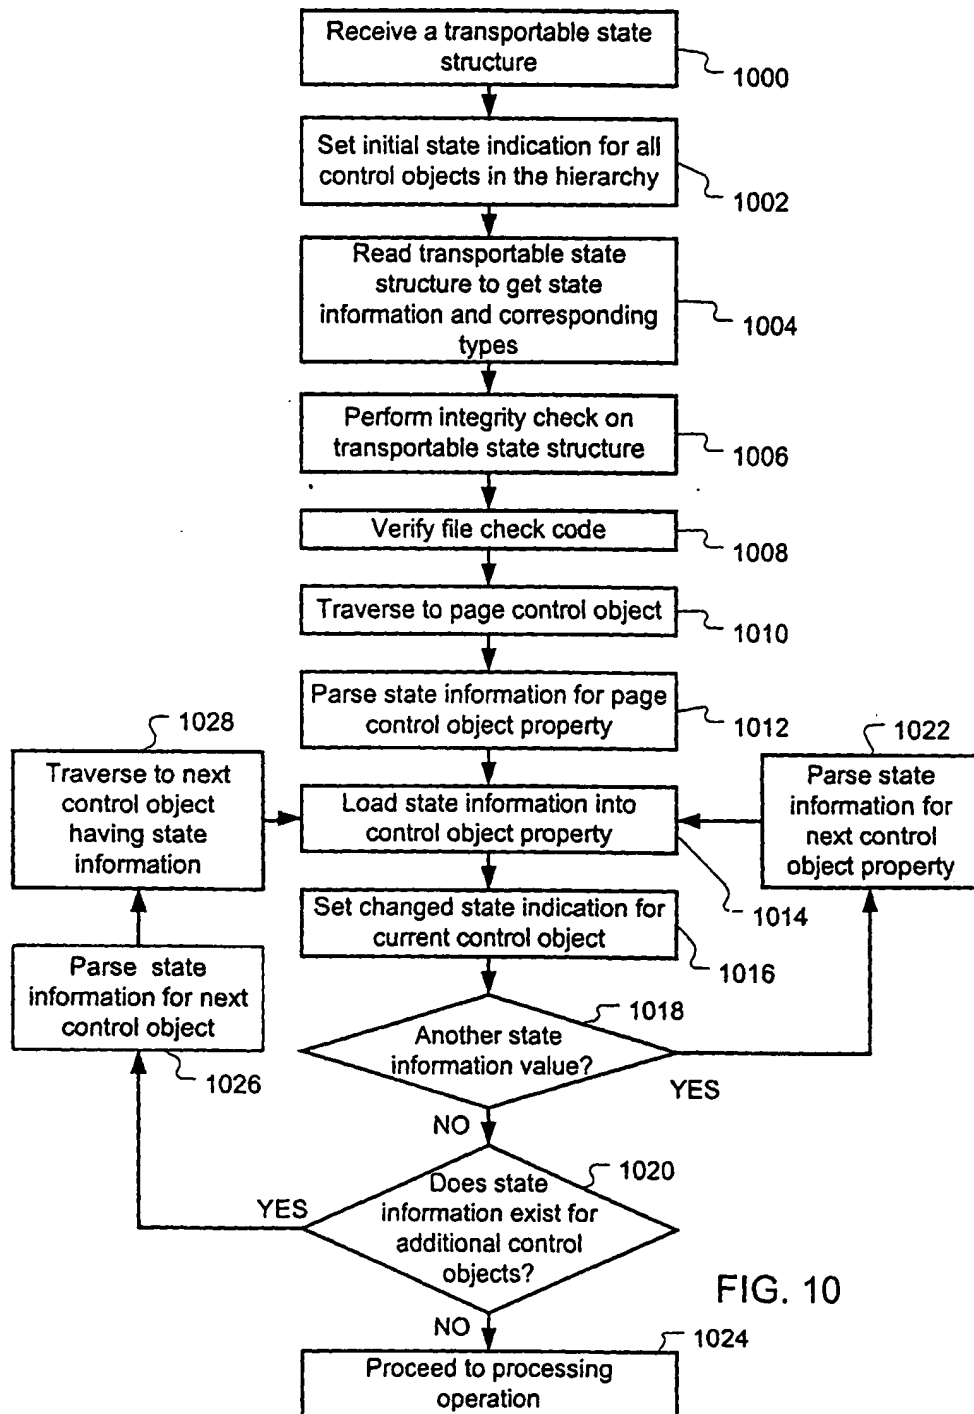 Receive a transportable state
structure
1000
Set initial state indication for all
control objects in the hierarchy
1002
Read transportable state
structure to get state
information and corresponding
types
1004
Perform integrity check on
transportable state structure
1006
Verify file check code
1008
Traverse to page control object
1010
Parse state information for page
control object property
1012
1028
Traverse to next
control object
having state
information
Load state information into
control object property
1014
1022
Parse state
information for
next control
object property
Set changed state indication for
current control object
1016
Parse state
information for next
control object
1026
1018
Another state
information value?
YES
NO
1020
Does state
information exist for
additional control
objects?
YES
NO
FIG. 10
1024
Proceed to processing
operation